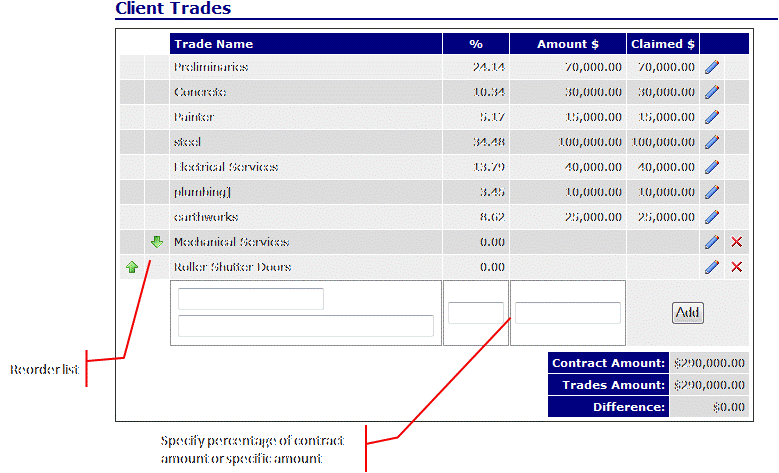 Client Trades
Trade Name % Amount $ Claimed $
Preliminaries 24.14 70,000.00 70,000.00
Concrete 10.34 30,000.00 30,000.00
Painter 5.17 15,000.00 15,000.00
steel 34.48 100,000.00 100,000.00
Electrical Services 13.79 40,000.00 40,000.00
plumbing] 3.45 10,000.00 10,000.00
earthworks 8.62 25,000.00 25,000.00
Mechanical Services 0.00
Roller Shutter Doors 0.00
Add
Contract Amount: $290,000.00
Trades Amount: $290,000.00
Difference: $0.00
Reorder list
Specify percentage of contract
amount or specific amount